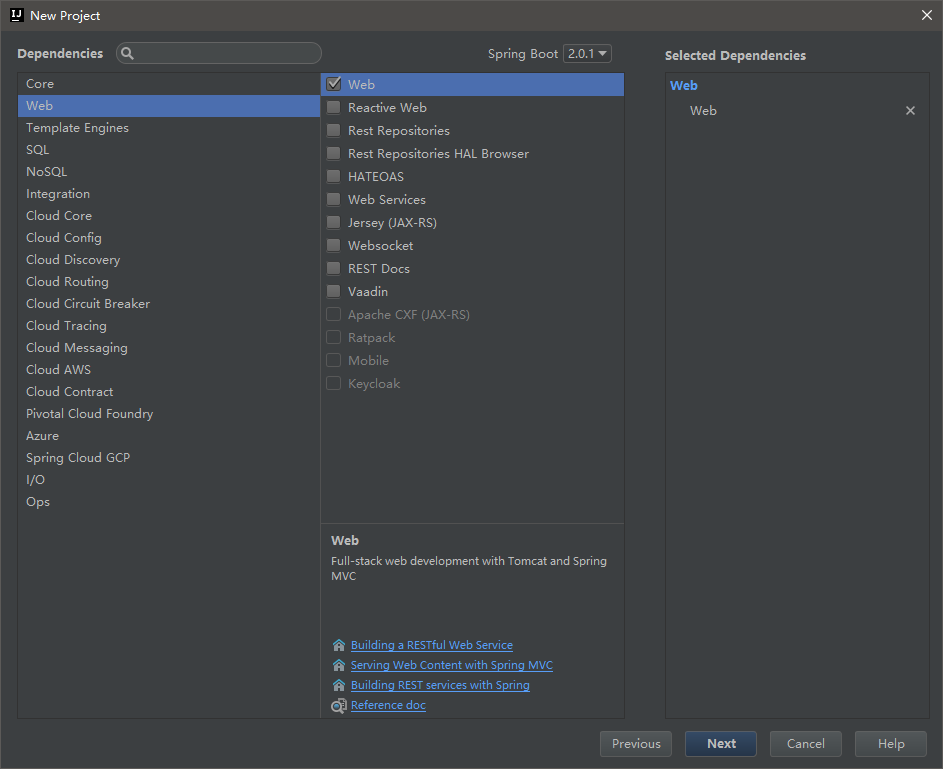 New Project
Dependencies
Spring Boot 2.0.1
Selected Dependencies
Core
Web
Template Engines
SQL
NoSQL
Integration
Cloud Core
Cloud Config
Cloud Discovery
Cloud Routing
Cloud Circuit Breaker
Cloud Tracing
Cloud Messaging
Cloud AWS
Cloud Contract
Pivotal Cloud Foundry
Azure
Spring Cloud GCP
I/O
Ops
Web
Reactive Web
Rest Repositories
Rest Repositories HAL Browser
HATEOAS
Web Services
Jersey (JAX-RS)
Websocket
REST Docs
Vaadin
Apache CXF (JAX-RS)
Ratpack
Mobile
Keycloak
Web
Full-stack web development with Tomcat and Spring
MVC
Building a RESTful Web Service
Serving Web Content with Spring MVC
Building REST services with Spring
Reference doc
Web
Web
Previous
Next
Cancel
Help